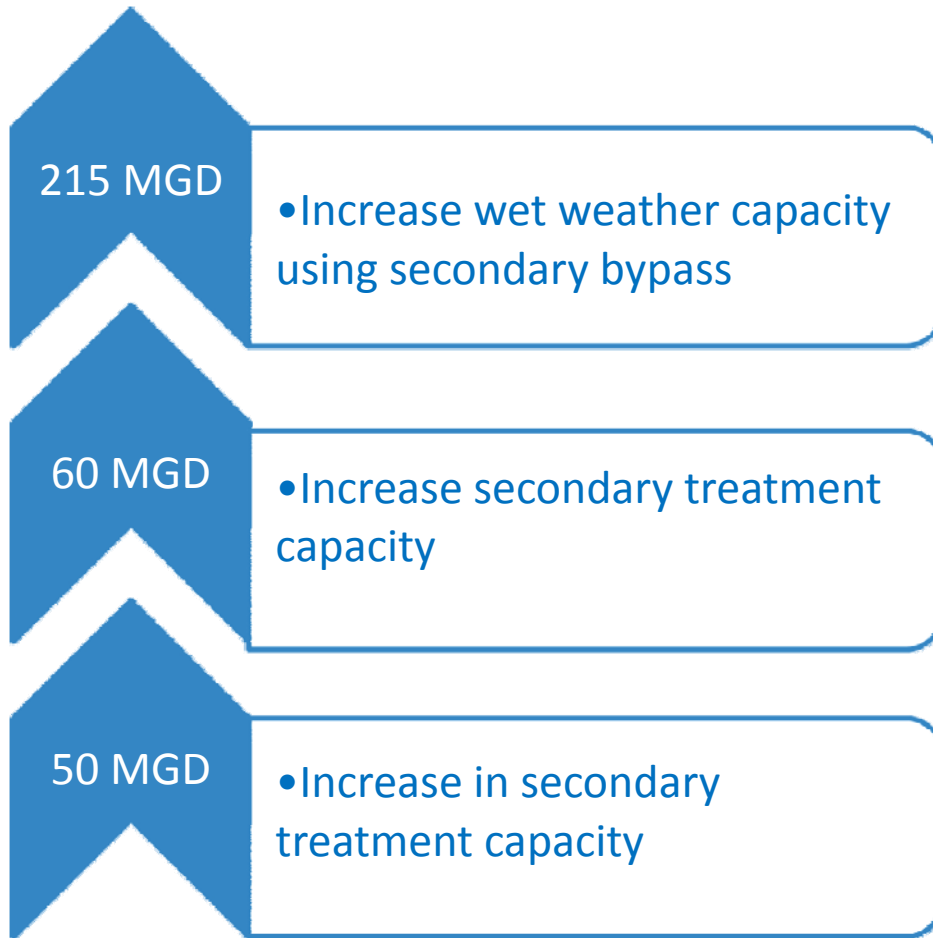 215 MGD
•Increase wet weather capacity
using secondary bypass
60 MGD
•Increase secondary treatment
capacity
50 MGD
•Increase in secondary
treatment capacity